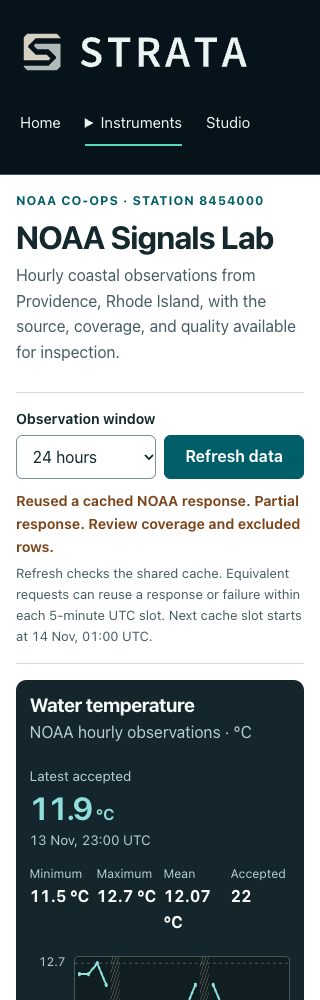 STRATA
Home ▶ Instruments Studio
NOAA CO-OPS · STATION 8454000
NOAA Signals Lab
Hourly coastal observations from
Providence, Rhode Island, with the
source, coverage, and quality available
for inspection.
Observation window
24 hours Refresh data
Reused a cached NOAA response. Partial
response. Review coverage and excluded
rows.
Refresh checks the shared cache. Equivalent
requests can reuse a response or failure within
each 5-minute UTC slot. Next cache slot starts
at 14 Nov, 01:00 UTC.
Water temperature
NOAA hourly observations · °C
Latest accepted
11.9 °C
13 Nov, 23:00 UTC
Minimum Maximum Mean Accepted
11.5 °C 12.7 °C 12.07 22
°C
12.7